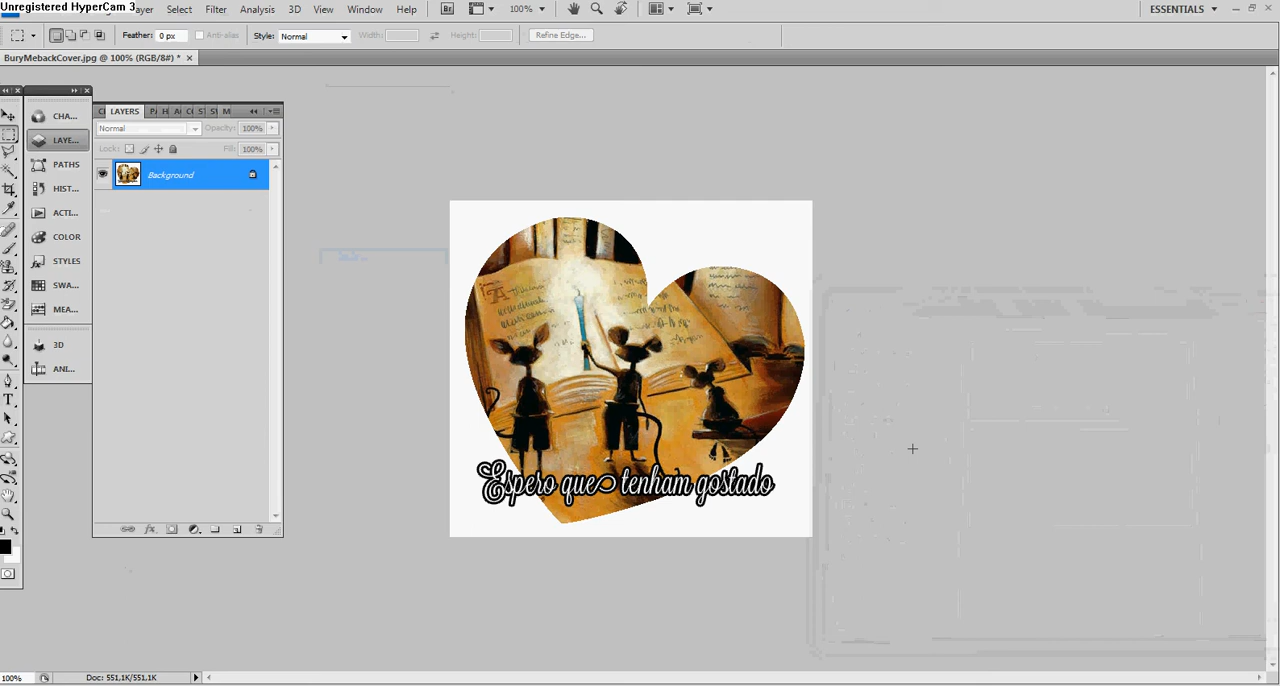 Unregistered HyperCam 3
Select Filter Analysis 3D View Window Help Br 100% ESSENTIALS
Feather: 0 px Anti-alias Style: Normal Width: Height: Refine Edge...
BuryMebackCover.jpg @ 100% (RGB/8#) *
LAYERS
Normal Opacity: 100%
Lock: Fill: 100%
Background
CHA...
LAYE...
PATHS
HIST...
ACTI...
COLOR
STYLES
SWA...
MEA...
3D
ANI...
Espero que tenham gostado
100% Doc: 551,1K/551,1K